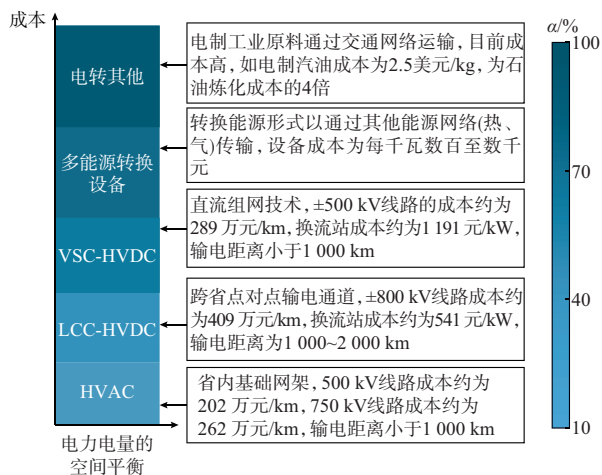 成本
电转其他
多能源转换
设备
VSC-HVDC
LCC-HVDC
HVAC
电力电量的
空间平衡
电制工业原料通过交通网络运输，目前成
本高，如电制汽油成本为2.5美元/kg，为石
油炼化成本的4倍
转换能源形式以通过其他能源网络(热、
气)传输，设备成本为每千瓦数百至数千
元
直流组网技术，±500 kV线路的成本约为
289 万元/km，换流站成本约为1 191 元/kW，
输电距离小于1 000 km
跨省点对点输电通道，±800 kV线路成本约
为409 万元/km，换流站成本约为541 元/kW，
输电距离为1 000~2 000 km
省内基础网架，500 kV线路成本约为
202 万元/km，750 kV线路成本约为
262 万元/km，输电距离小于1 000 km
α/%
100
70
40
10